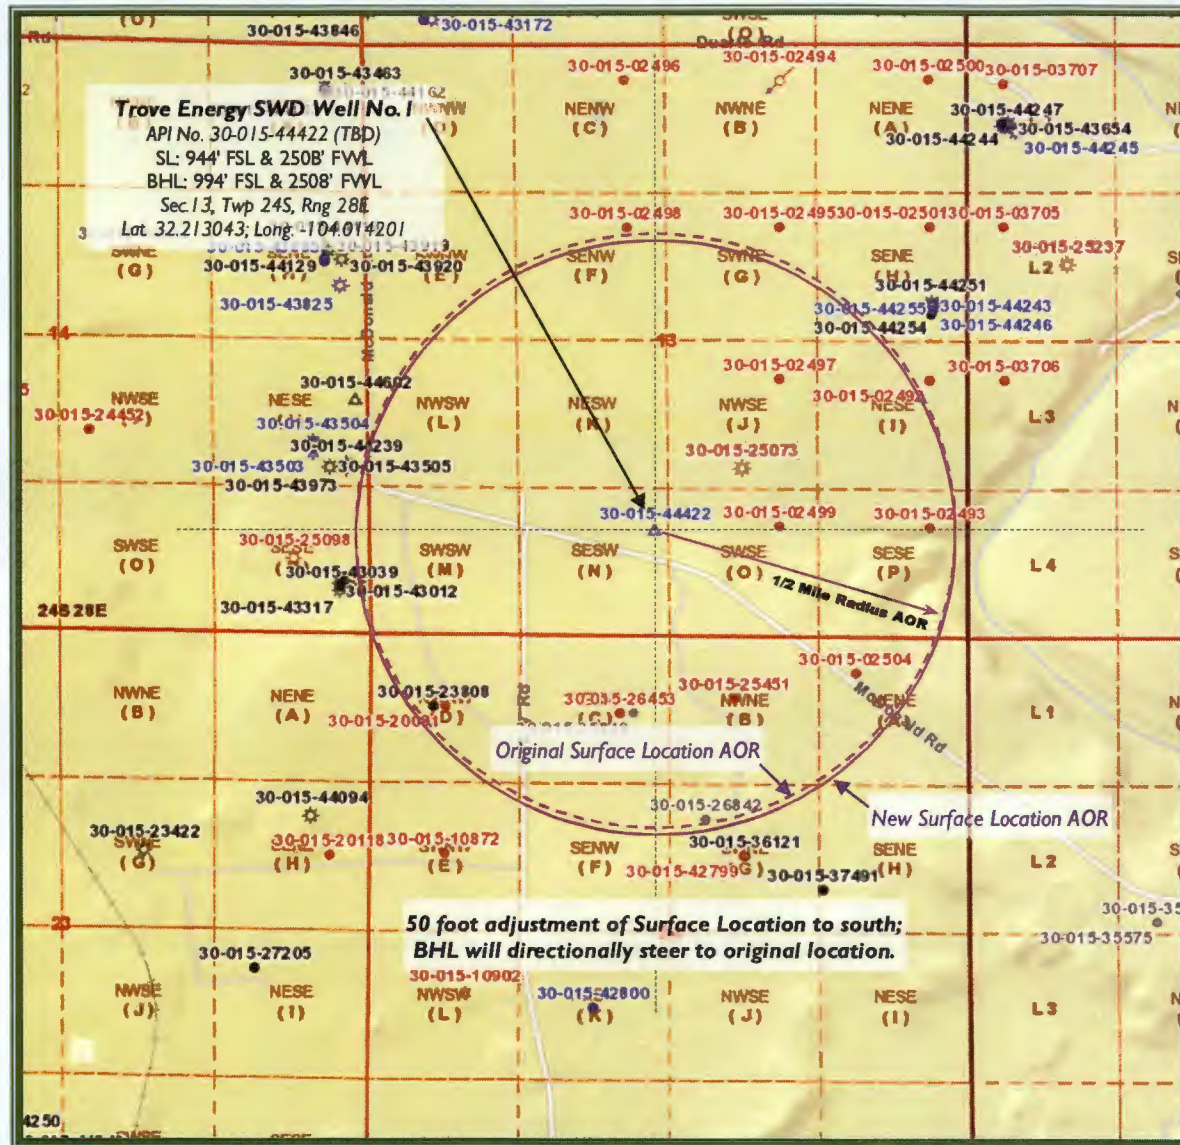 (O)
30-015-43846
30-015-43172
SWSE
(O)
Rd
Duarte Rd
30-015-43463
30-015-02496
30-015-02494
30-015-02500
30-015-03707
Trove Energy SWD Well No. 1
API No. 30-015-44422 (TBD)
SL: 944' FSL & 2508' FWL
BHL: 994' FSL & 2508' FWL
Sec.13, Twp 24S, Rng 28E
Lat. 32.213043; Long. -104.014201
NWNW
(D)
NENW
(C)
NWNE
(B)
NENE
(A)
30-015-44247
30-015-43654
30-015-44244
30-015-44245
30-015-02498
30-015-02495
30-015-02501
30-015-03705
30-015-25237
(G)
30-015-43920
30-015-44129
30-015-43825
(E)
SENW
(F)
SWNE
(G)
SENE
(H)
L2
30-015-44251
30-015-44255
30-015-44243
30-015-44254
30-015-44246
14
McDonald
13
30-015-02497
30-015-03706
30-015-44602
30-015-24452
NWSE
NESE
NWSW
(L)
NESW
(K)
NWSE
(J)
NESE
(I)
L3
30-015-43504
30-015-44239
30-015-43503
30-015-43505
30-015-43973
30-015-25073
30-015-44422
30-015-02499
30-015-02493
SWSE
(O)
30-015-25098
SWSW
(M)
SESW
(N)
SWSE
(O)
SESE
(P)
L4
30-015-43039
30-015-43012
30-015-43317
1/2 Mile Radius AOR
24S 28E
30-015-02504
NWNE
(B)
NENE
(A)
30-015-23808
(D)
30-015-26453
(C)
30-015-25451
NWNE
(B)
L1
Original Surface Location AOR
30-015-44094
30-015-26842
New Surface Location AOR
30-015-23422
(G)
30-015-20118
(H)
30-015-10872
(E)
SENW
(F)
30-015-36121
30-015-42799
SENE
(H)
L2
30-015-37491
23
50 foot adjustment of Surface Location to south;
BHL will directionally steer to original location.
30-015-35575
30-015-27205
30-015-10902
30-015-42800
NWSE
(J)
NESE
(I)
NWSW
(L)
(K)
NWSE
(J)
NESE
(I)
L3
4250